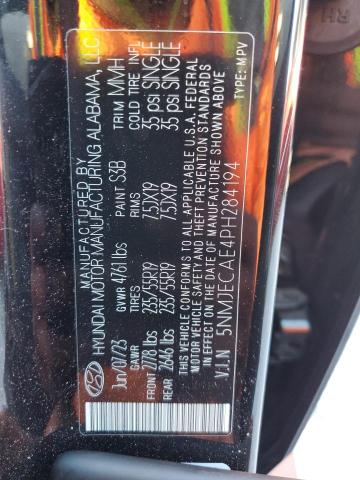 MANUFACTURED BY
HYUNDAI MOTOR MANUFACTURING ALABAMA, LLC
Jun/07/23 GVWR 4761 lbs PAINT S3B TRIM MMH
GAWR TIRES RIMS COLD TIRE INFL
FRONT 2778 lbs 235/55R19 7.5JX19 35 psi SINGLE
REAR 2646 lbs 235/55R19 7.5JX19 35 psi SINGLE
THIS VEHICLE CONFORMS TO ALL APPLICABLE U.S.A. FEDERAL
MOTOR VEHICLE SAFETY AND THEFT PREVENTION STANDARDS
IN EFFECT ON THE DATE OF MANUFACTURE SHOWN ABOVE
V.I.N 5NMJECAE4PH284194 TYPE: MPV
RH